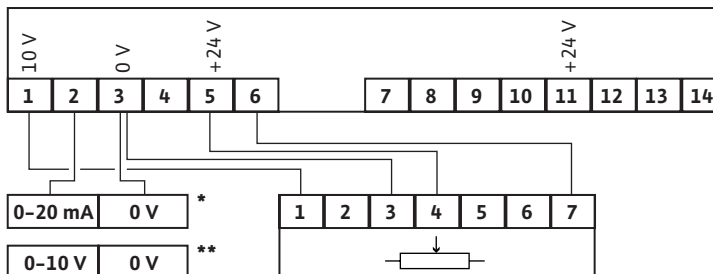 10 V 0 V +24 V +24 V
1 2 3 4 5 6 7 8 9 10 11 12 13 14
0–20 mA 0 V * 1 2 3 4 5 6 7
0–10 V 0 V **